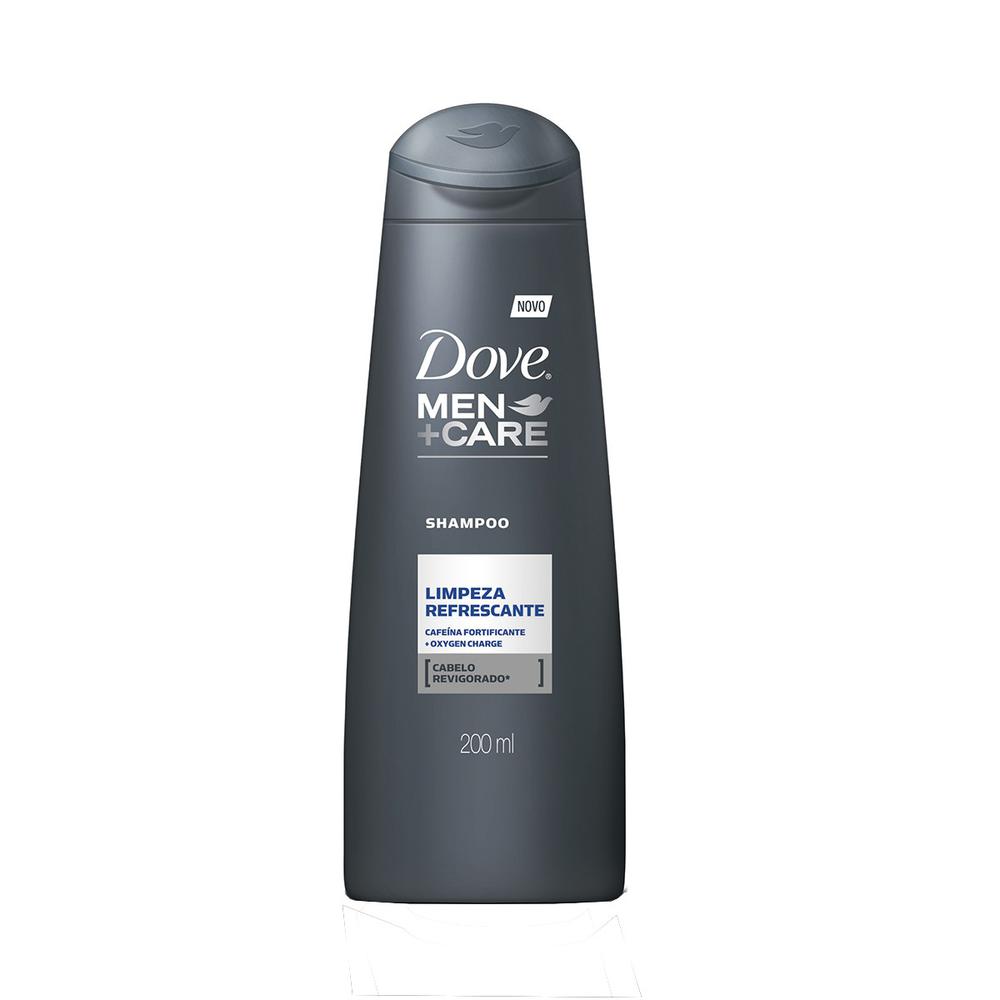 NOVO
Dove®
MEN
+CARE
SHAMPOO
LIMPEZA
REFRESCANTE
CAFEÍNA FORTIFICANTE
+ OXYGEN CHARGE
[CABELO
REVIGORADO*]
200 ml